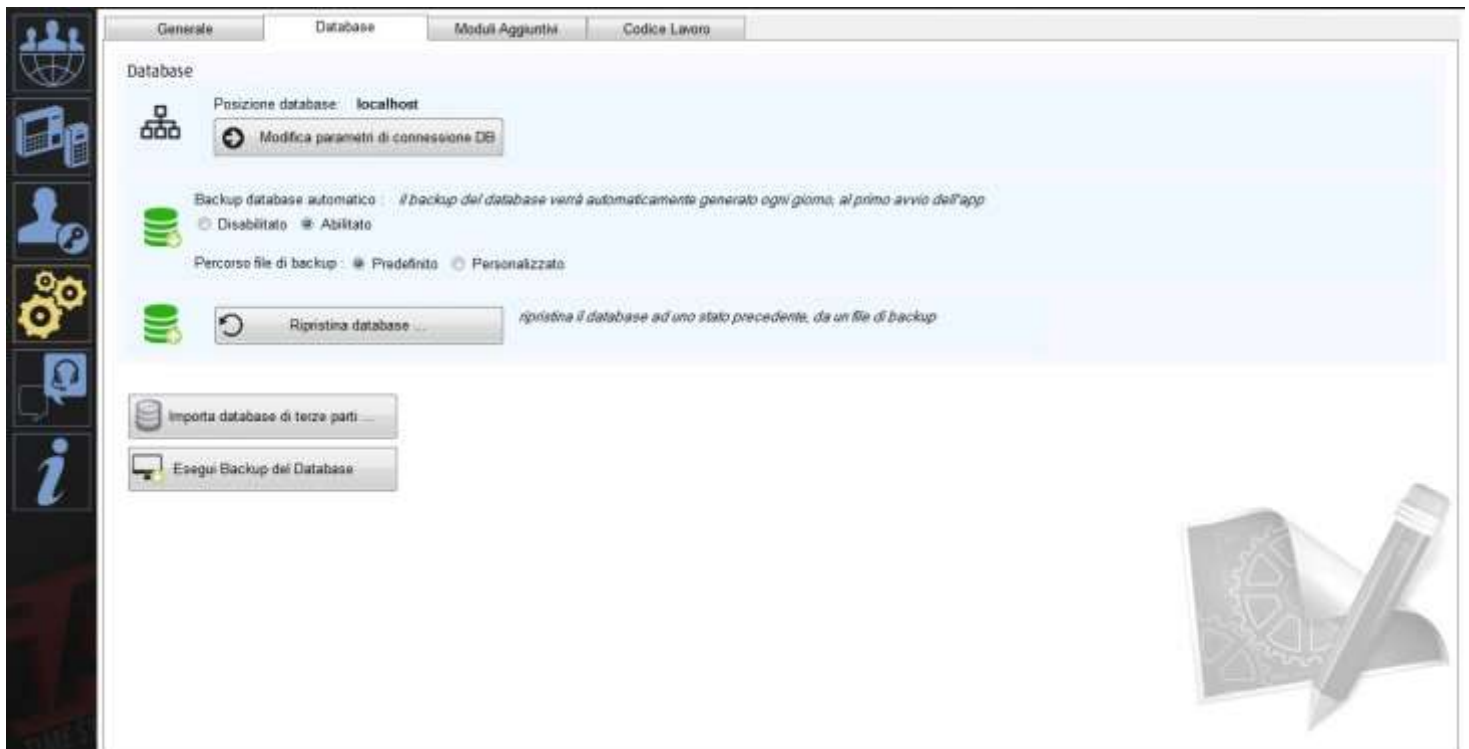 Generale Database Moduli Aggiuntivi Codice Lavoro
Database
Posizione database: localhost
Modifica parametri di connessione DB
Backup database automatico : il backup del database verrà automaticamente generato ogni giorno, al primo avvio dell'app
Disabilitato Abilitato
Percorso file di backup : Predefinito Personalizzato
Ripristina database ... ripristina il database ad uno stato precedente, da un file di backup
Importa database di terze parti ...
Esegui Backup del Database